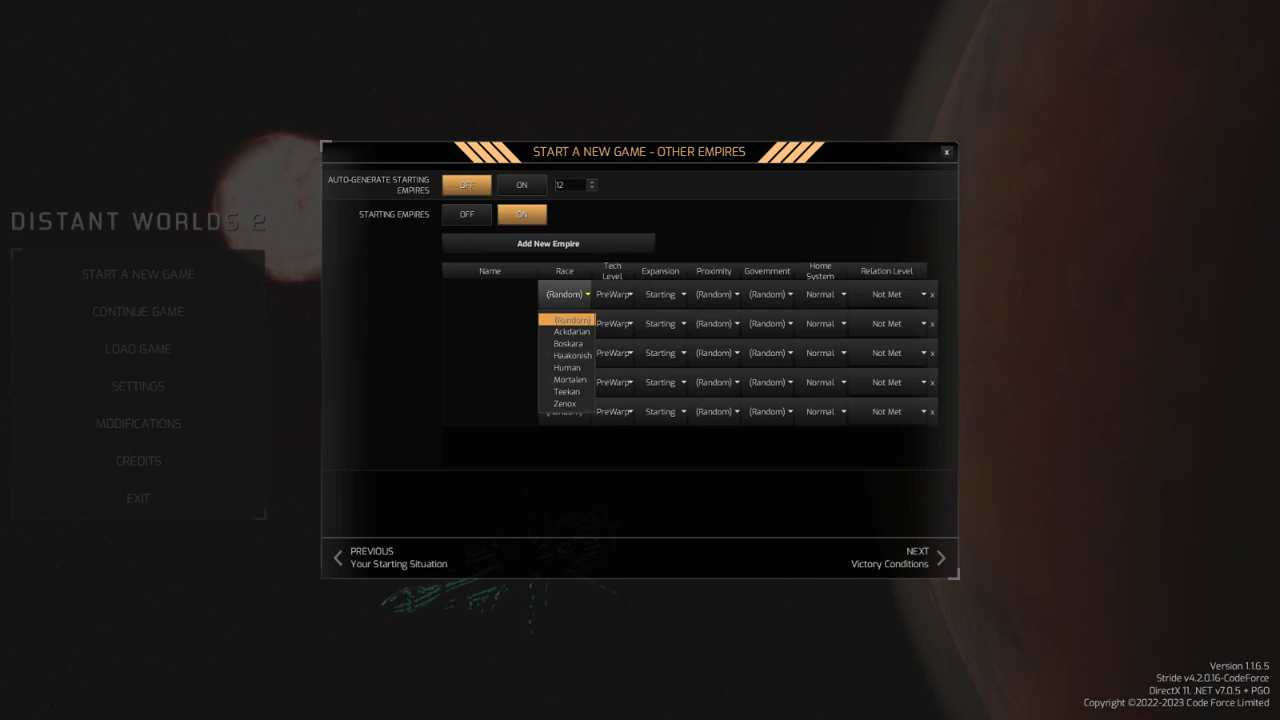 START A NEW GAME - OTHER EMPIRES
x
AUTO-GENERATE STARTING EMPIRES OFF ON 12
STARTING EMPIRES OFF ON
Add New Empire
Name Race Tech Level Expansion Proximity Government Home System Relation Level
(Random) PreWarp Starting (Random) (Random) Normal Not Met x
PreWarp Starting (Random) (Random) Normal Not Met x
Starting (Random) (Random) Normal Not Met x
PreWarp Starting (Random) (Random) Normal Not Met x
(Random) PreWarp Starting (Random) (Random) Normal Not Met x
(Random)
Ackdarian
Boskara
Haakonish
Human
Mortalen
Teekan
Zenox
PREVIOUS
Your Starting Situation
NEXT
Victory Conditions
DISTANT WORLDS 2
START A NEW GAME
CONTINUE GAME
LOAD GAME
SETTINGS
MODIFICATIONS
CREDITS
EXIT
Version 1.1.6.5
Stride v4.2.0.16-CodeForce
DirectX 11, .NET v7.0.5 + PGO
Copyright ©2022-2023 Code Force Limited